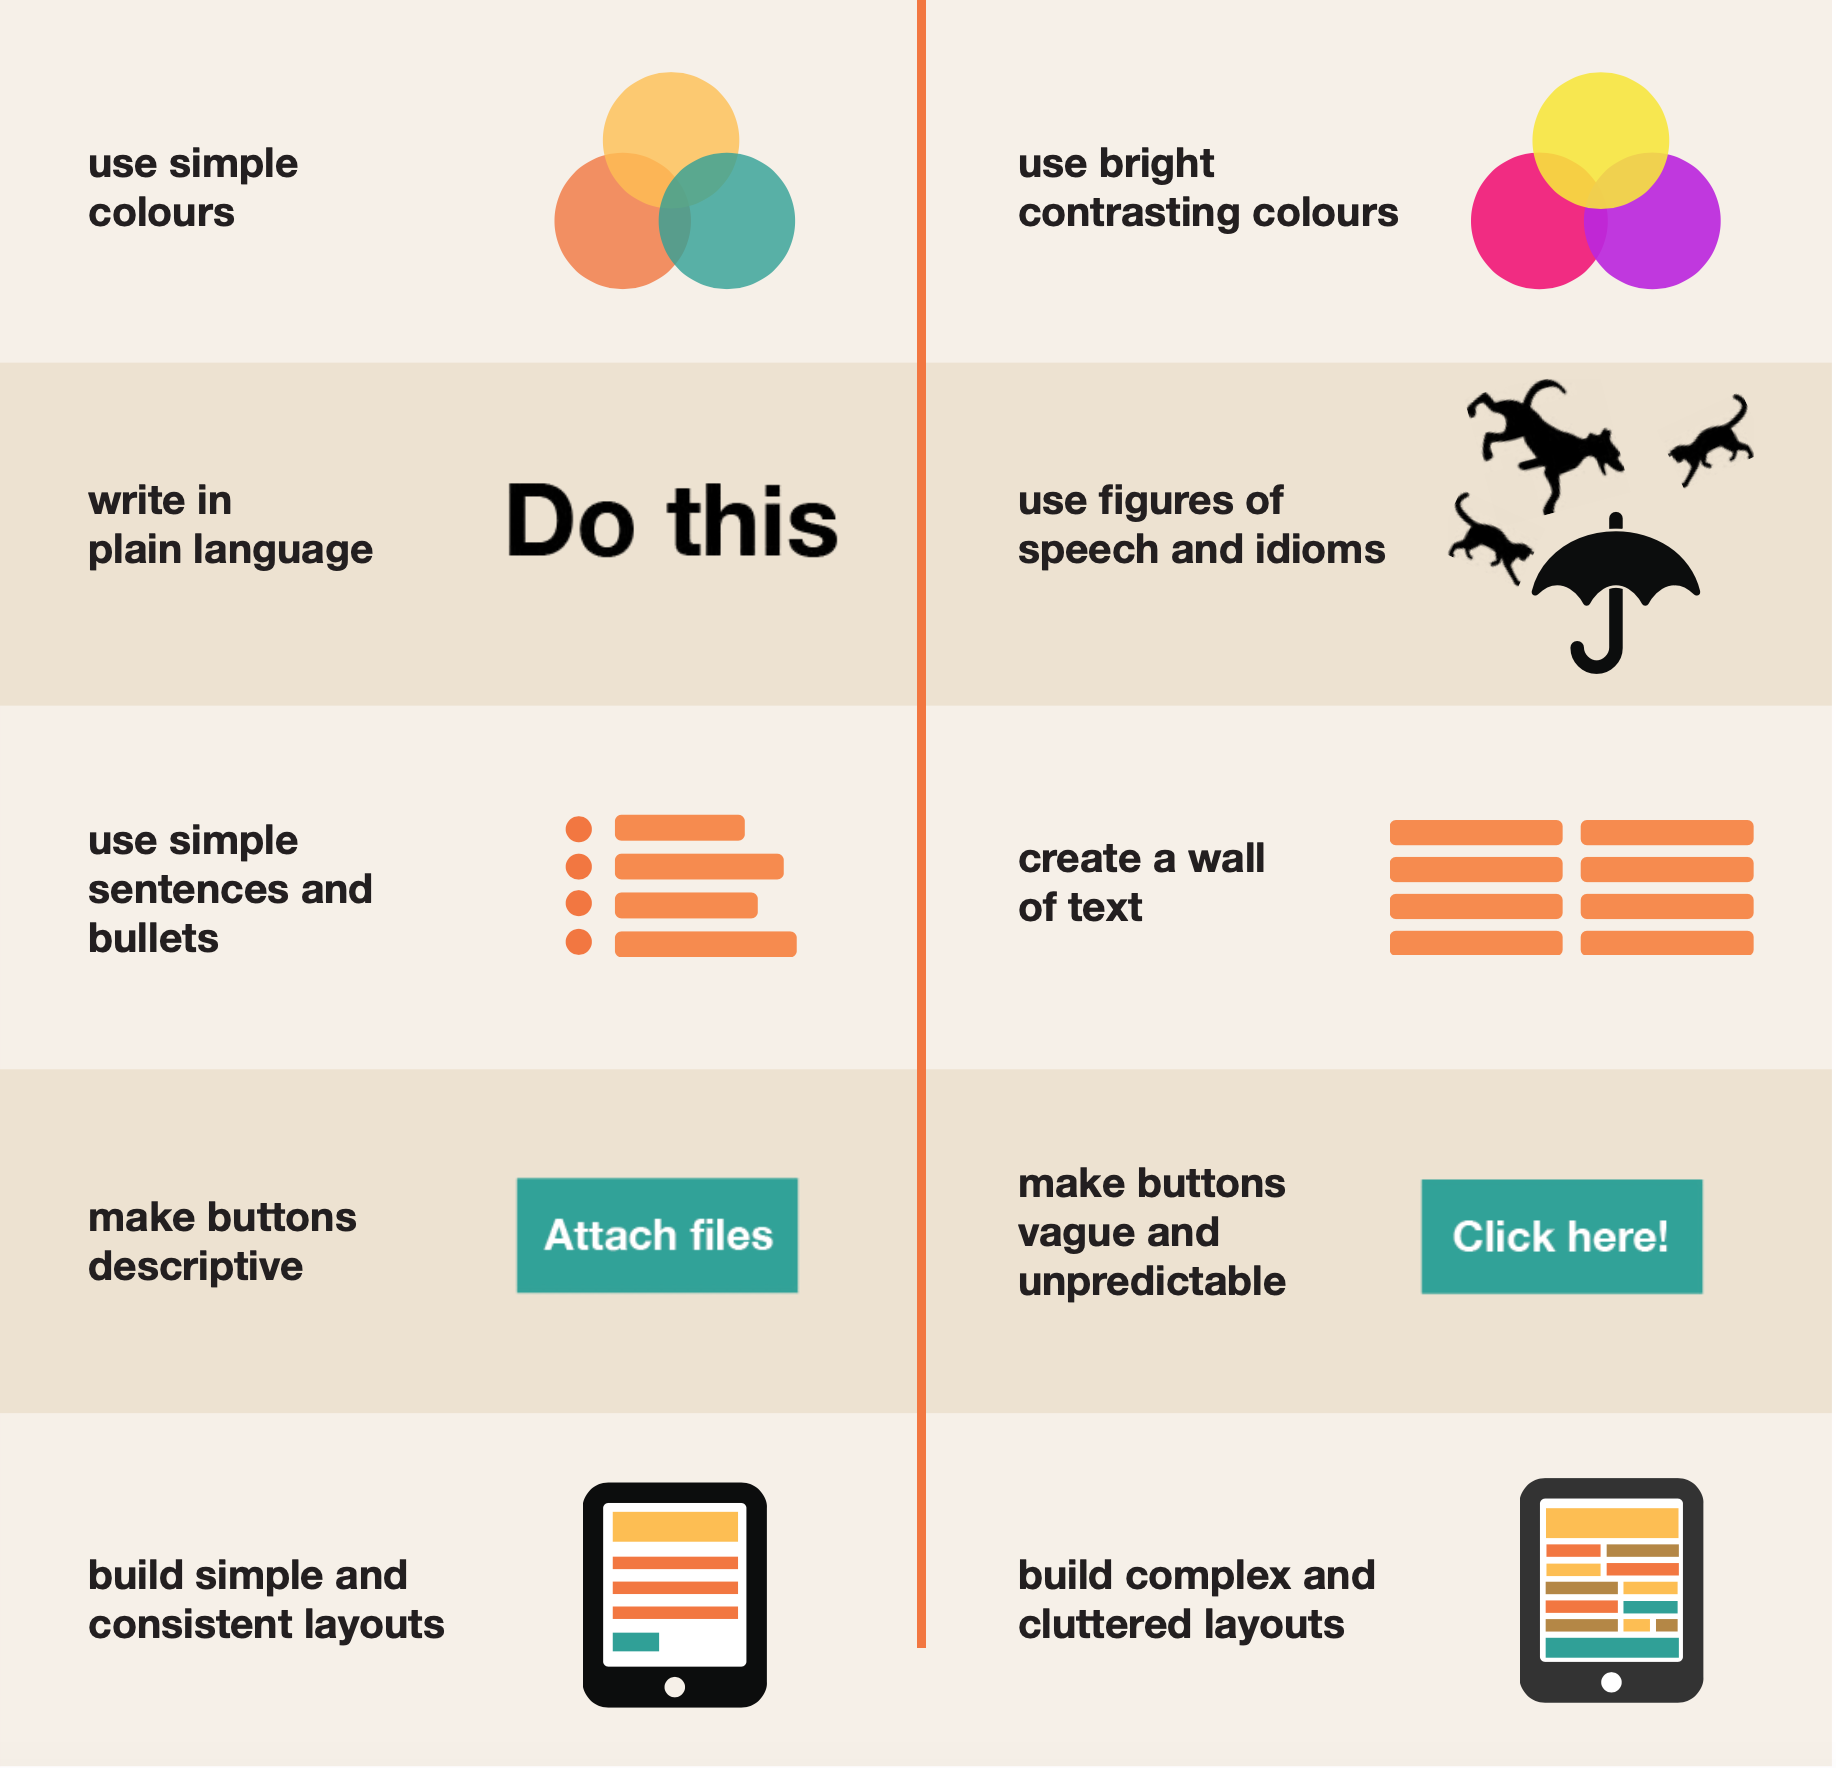 use simple
colours
use bright
contrasting colours
write in
plain language
Do this
use figures of
speech and idioms
use simple
sentences and
bullets
create a wall
of text
make buttons
descriptive
Attach files
make buttons
vague and
unpredictable
Click here!
build simple and
consistent layouts
build complex and
cluttered layouts